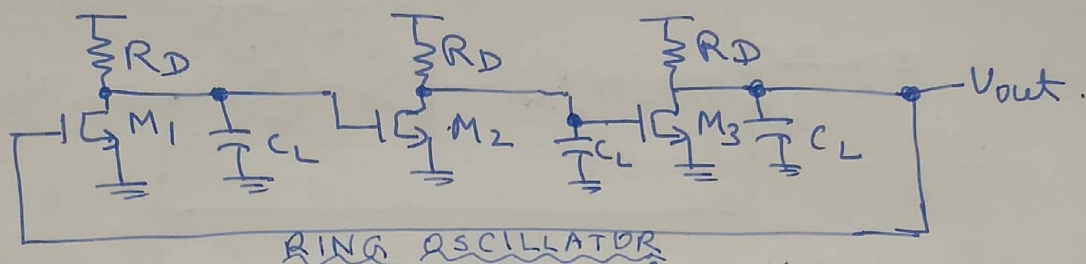 RD RD RD
Vout.
M1 CL M2 CL M3 CL
RING OSCILLATOR